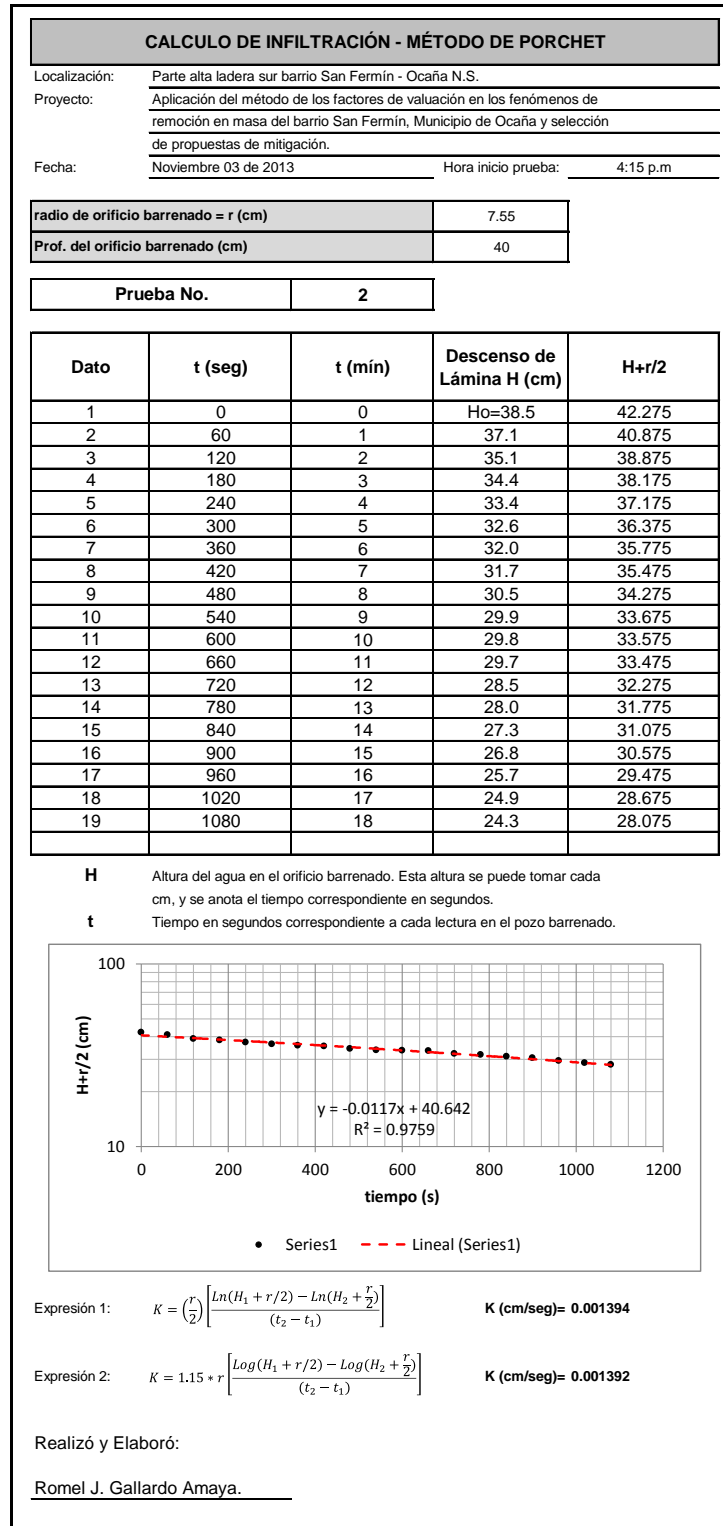 CALCULO DE INFILTRACIÓN - MÉTODO DE PORCHET
Localización: Parte alta ladera sur barrio San Fermín - Ocaña N.S.
Proyecto: Aplicación del método de los factores de valuación en los fenómenos de
remoción en masa del barrio San Fermín, Municipio de Ocaña y selección
de propuestas de mitigación.
Fecha: Noviembre 03 de 2013 Hora inicio prueba: 4:15 p.m
radio de orificio barrenado = r (cm) 7.55
Prof. del orificio barrenado (cm) 40
Prueba No. 2
Dato t (seg) t (mín) Descenso de Lámina H (cm) H+r/2
1 0 0 Ho=38.5 42.275
2 60 1 37.1 40.875
3 120 2 35.1 38.875
4 180 3 34.4 38.175
5 240 4 33.4 37.175
6 300 5 32.6 36.375
7 360 6 32.0 35.775
8 420 7 31.7 35.475
9 480 8 30.5 34.275
10 540 9 29.9 33.675
11 600 10 29.8 33.575
12 660 11 29.7 33.475
13 720 12 28.5 32.275
14 780 13 28.0 31.775
15 840 14 27.3 31.075
16 900 15 26.8 30.575
17 960 16 25.7 29.475
18 1020 17 24.9 28.675
19 1080 18 24.3 28.075
H Altura del agua en el orificio barrenado. Esta altura se puede tomar cada
cm, y se anota el tiempo correspondiente en segundos.
t Tiempo en segundos correspondiente a cada lectura en el pozo barrenado.
100
H+r/2 (cm)
y = -0.0117x + 40.642
R² = 0.9759
10
0 200 400 600 800 1000 1200
tiempo (s)
Series1 Lineal (Series1)
Expresión 1: K = (r/2) [Ln(H₁ + r/2) − Ln(H₂ + r/2) / (t₂ − t₁)] K (cm/seg)= 0.001394
Expresión 2: K = 1.15 * r [Log(H₁ + r/2) − Log(H₂ + r/2) / (t₂ − t₁)] K (cm/seg)= 0.001392
Realizó y Elaboró:
Romel J. Gallardo Amaya.